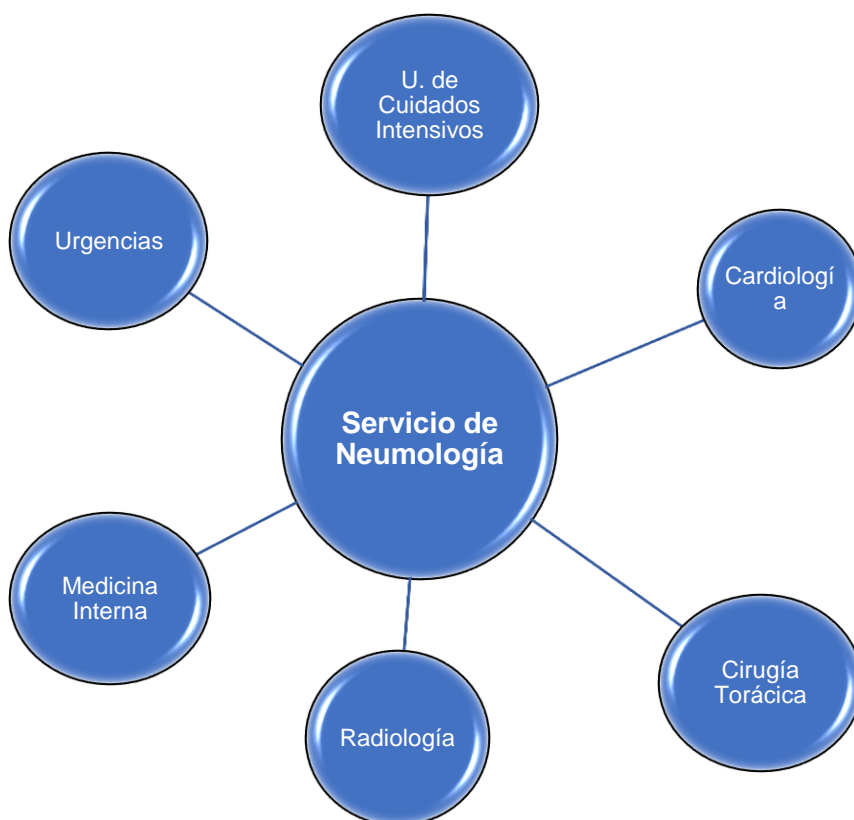 U. de
Cuidados
Intensivos
Urgencias
Cardiologí
a
Servicio de
Neumología
Medicina
Interna
Cirugía
Torácica
Radiología